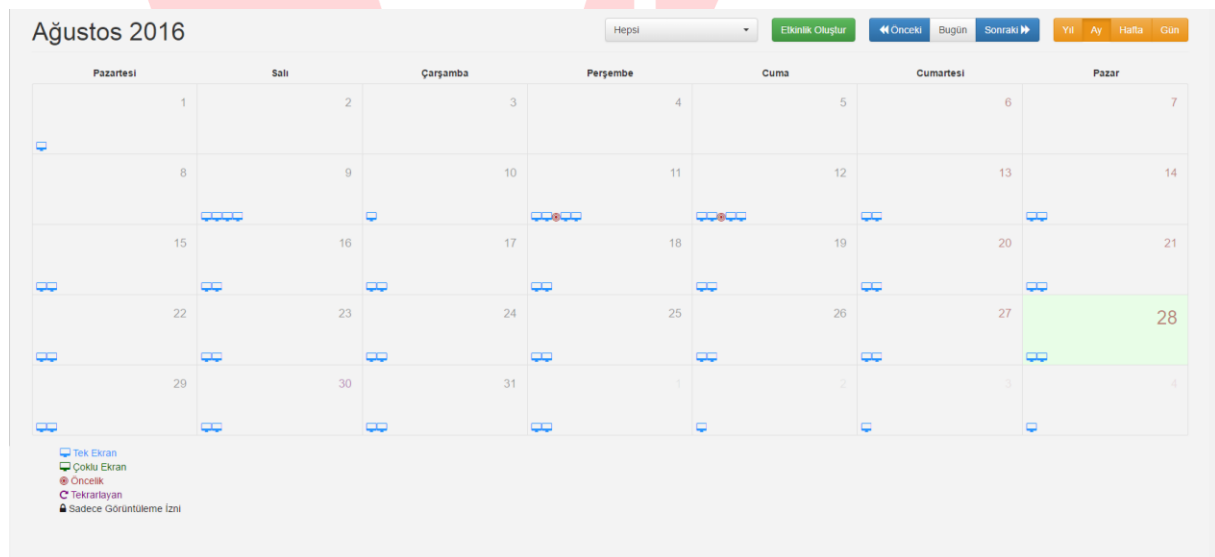 Ağustos 2016 Hepsi Etkinlik Oluştur Önceki Bugün Sonraki Yıl Ay Hafta Gün
Pazartesi Salı Çarşamba Perşembe Cuma Cumartesi Pazar
1 2 3 4 5 6 7
8 9 10 11 12 13 14
15 16 17 18 19 20 21
22 23 24 25 26 27 28
29 30 31 1 2 3 4
Tek Ekran
Çoklu Ekran
Öncelik
Tekrarlayan
Sadece Görüntüleme İzni